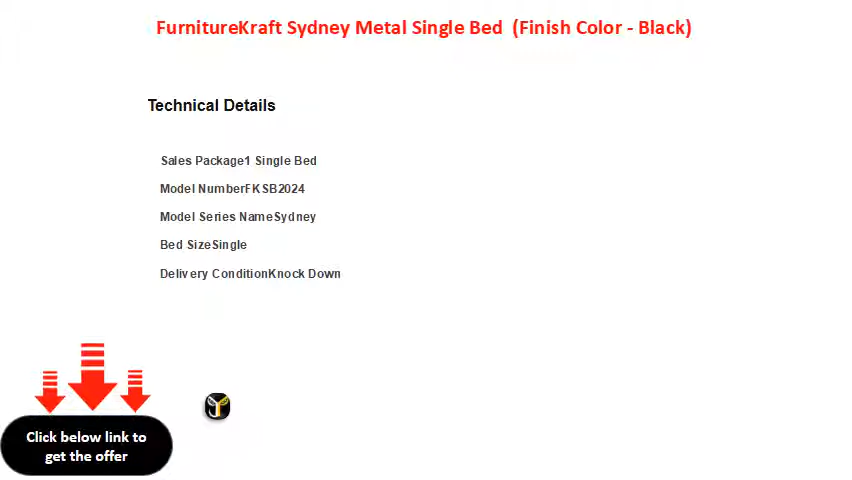 FurnitureKraft Sydney Metal Single Bed (Finish Color - Black)
Technical Details
Sales Package1 Single Bed
Model NumberFKSB2024
Model Series NameSydney
Bed SizeSingle
Delivery ConditionKnock Down
Click below link to
get the offer